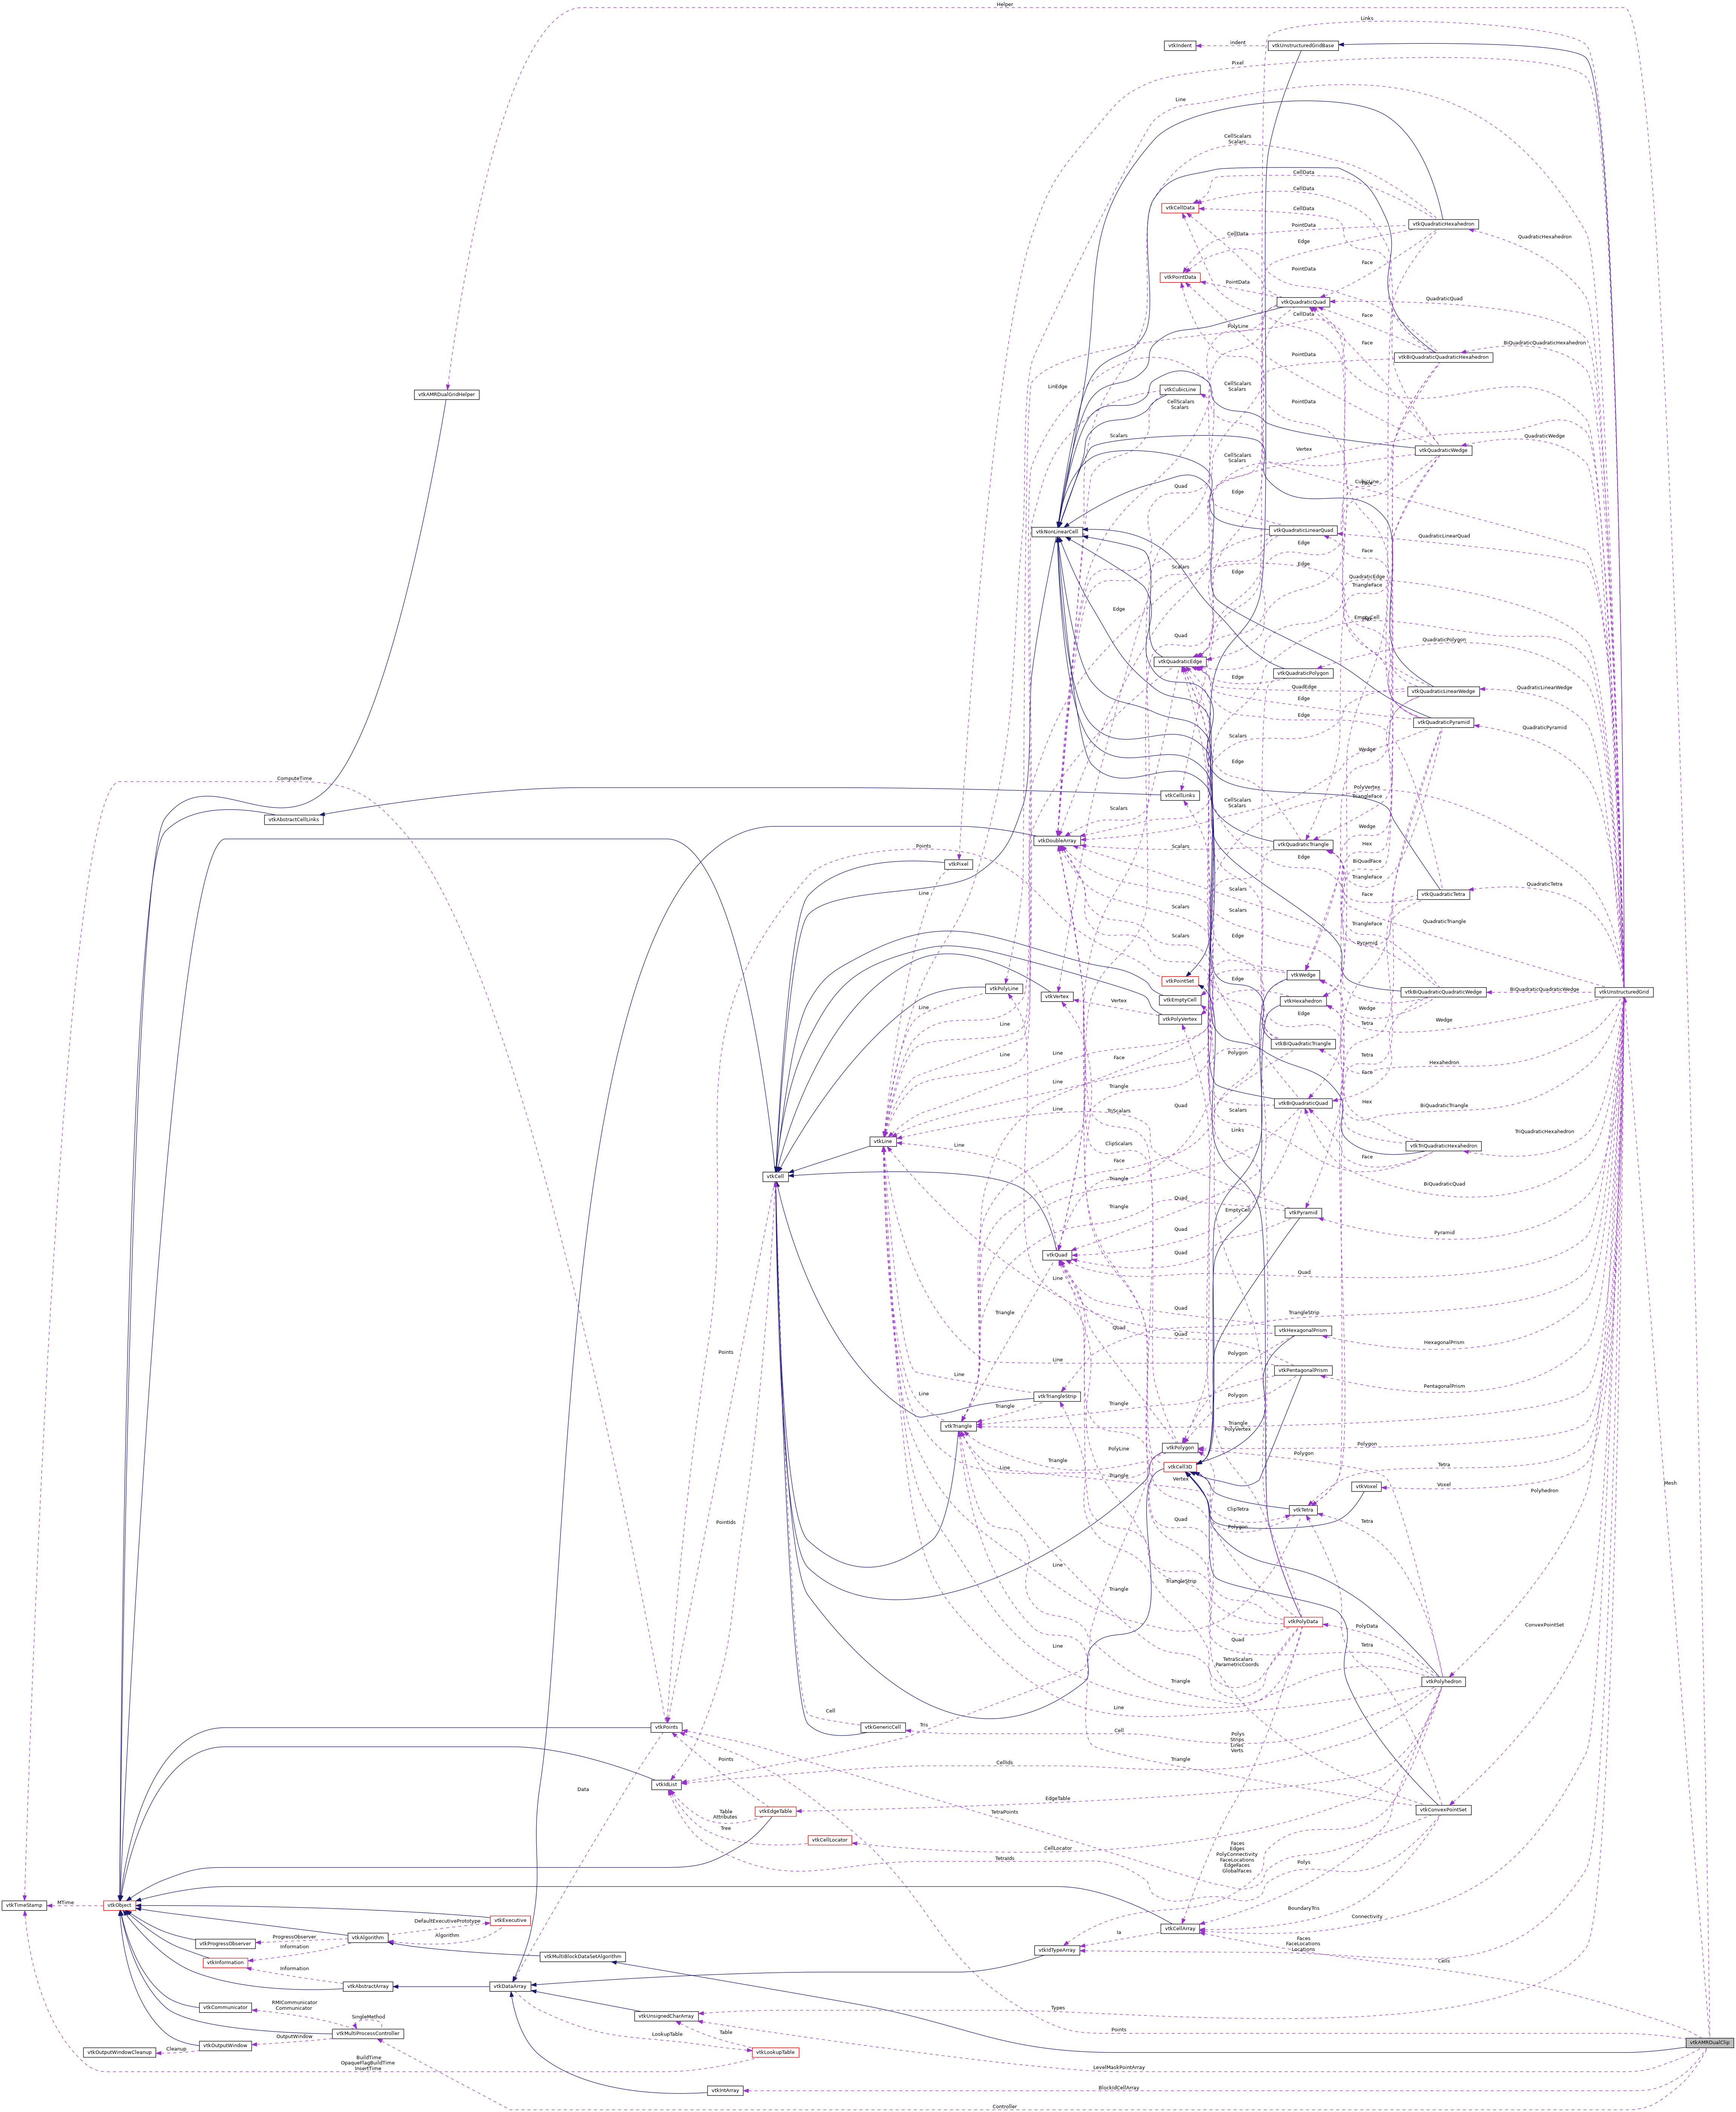 Helper
Links
vtkIndent
indent
vtkUnstructuredGridBase
Pixel
Line
CellScalars
Scalars
CellData
CellData
vtkCellData
CellData
vtkQuadraticHexahedron
PointData
CellData
QuadraticHexahedron
Edge
Face
PointData
vtkPointData
PointData
vtkQuadraticQuad
QuadraticQuad
CellData
Face
PolyLine
Face
BiQuadraticQuadraticHexahedron
PointData
vtkBiQuadraticQuadraticHexahedron
LinEdge
CellScalars
Scalars
vtkCubicLine
vtkAMRDualGridHelper
CellScalars
Scalars
PointData
Scalars
QuadraticWedge
Vertex
vtkQuadraticWedge
CellScalars
Scalars
Quad
Edge
vtkNonLinearCell
vtkQuadraticLinearQuad
QuadraticLinearQuad
Edge
Face
Scalars
Edge
Edge
QuadraticEdge
TriangleFace
Edge
Quad
QuadraticPolygon
vtkQuadraticEdge
vtkQuadraticPolygon
Edge
QuadEdge
vtkQuadraticLinearWedge
QuadraticLinearWedge
Edge
Edge
vtkQuadraticPyramid
QuadraticPyramid
Scalars
Wedge
Edge
ComputeTime
PolyVertex
TriangleFace
vtkCellLinks
CellScalars
Scalars
Scalars
vtkAbstractCellLinks
Wedge
vtkDoubleArray
Points
Scalars
vtkQuadraticTriangle
Hex
Edge
BiQuadFace
vtkPixel
TriangleFace
QuadraticTetra
Line
Scalars
Face
vtkQuadraticTetra
Scalars
Scalars
TriangleFace
QuadraticTriangle
Scalars
Edge
Pyramid
vtkWedge
vtkPointSet
Edge
vtkPolyLine
vtkVertex
vtkEmptyCell
vtkHexahedron
vtkBiQuadraticQuadraticWedge
BiQuadraticQuadraticWedge
vtkUnstructuredGrid
Line
Vertex
vtkPolyVertex
Wedge
Edge
Wedge
Tetra
Line
vtkBiQuadraticTriangle
Line
Face
Polygon
Tetra
Hexahedron
Line
Triangle
Face
vtkBiQuadraticQuad
Hex
BiQuadraticTriangle
Line
Quad
Scalars
vtkLine
Line
ClipScalars
Links
vtkTriQuadraticHexahedron
TriQuadraticHexahedron
Face
Face
vtkCell
Triangle
BiQuadraticQuad
Quad
Triangle
EmptyCell
vtkPyramid
Quad
Pyramid
vtkQuad
Quad
Quad
Line
Triangle
Quad
TriangleStrip
Quad
vtkHexagonalPrism
Quad
HexagonalPrism
Points
Line
Polygon
vtkPentagonalPrism
PentagonalPrism
Line
vtkTriangleStrip
Polygon
Line
Triangle
Triangle
vtkTriangle
Triangle
PolyVertex
PolyLine
vtkPolygon
Polygon
Polygon
Triangle
Line
vtkCell3D
Tetra
Triangle
Vertex
vtkVoxel
Voxel
Polyhedron
Mesh
ClipTetra
vtkTetra
PointIds
Quad
Polygon
Tetra
Line
TriangleStrip
Triangle
vtkPolyData
PolyData
ConvexPointSet
Quad
Tetra
Line
TetraScalars
ParametricCoords
Triangle
vtkPolyhedron
Line
Cell
vtkPoints
Tris
vtkGenericCell
Cell
Polys
Strips
Lines
Verts
Points
CellIds
Triangle
vtkIdList
Data
EdgeTable
vtkEdgeTable
Table
Attributes
TetraPoints
vtkConvexPointSet
Tree
vtkCellLocator
CellLocator
Faces
Edges
PolyConnectivity
FaceLocations
EdgeFaces
GlobalFaces
TetraIds
Polys
vtkTimeStamp
MTime
vtkObject
BoundaryTris
Connectivity
DefaultExecutivePrototype
vtkExecutive
vtkCellArray
vtkProgressObserver
ProgressObserver
vtkAlgorithm
Algorithm
Ia
Faces
FaceLocations
Locations
Information
vtkIdTypeArray
vtkInformation
vtkMultiBlockDataSetAlgorithm
Cells
Information
vtkAbstractArray
vtkDataArray
vtkCommunicator
RMICommunicator
Communicator
Types
SingleMethod
vtkUnsignedCharArray
vtkMultiProcessController
LookupTable
Table
Points
OutputWindow
vtkAMRDualClip
vtkOutputWindow
vtkOutputWindowCleanup
Cleanup
vtkLookupTable
BuildTime
OpaqueFlagBuildTime
InsertTime
LevelMaskPointArray
vtkIntArray
BlockIdCellArray
Controller